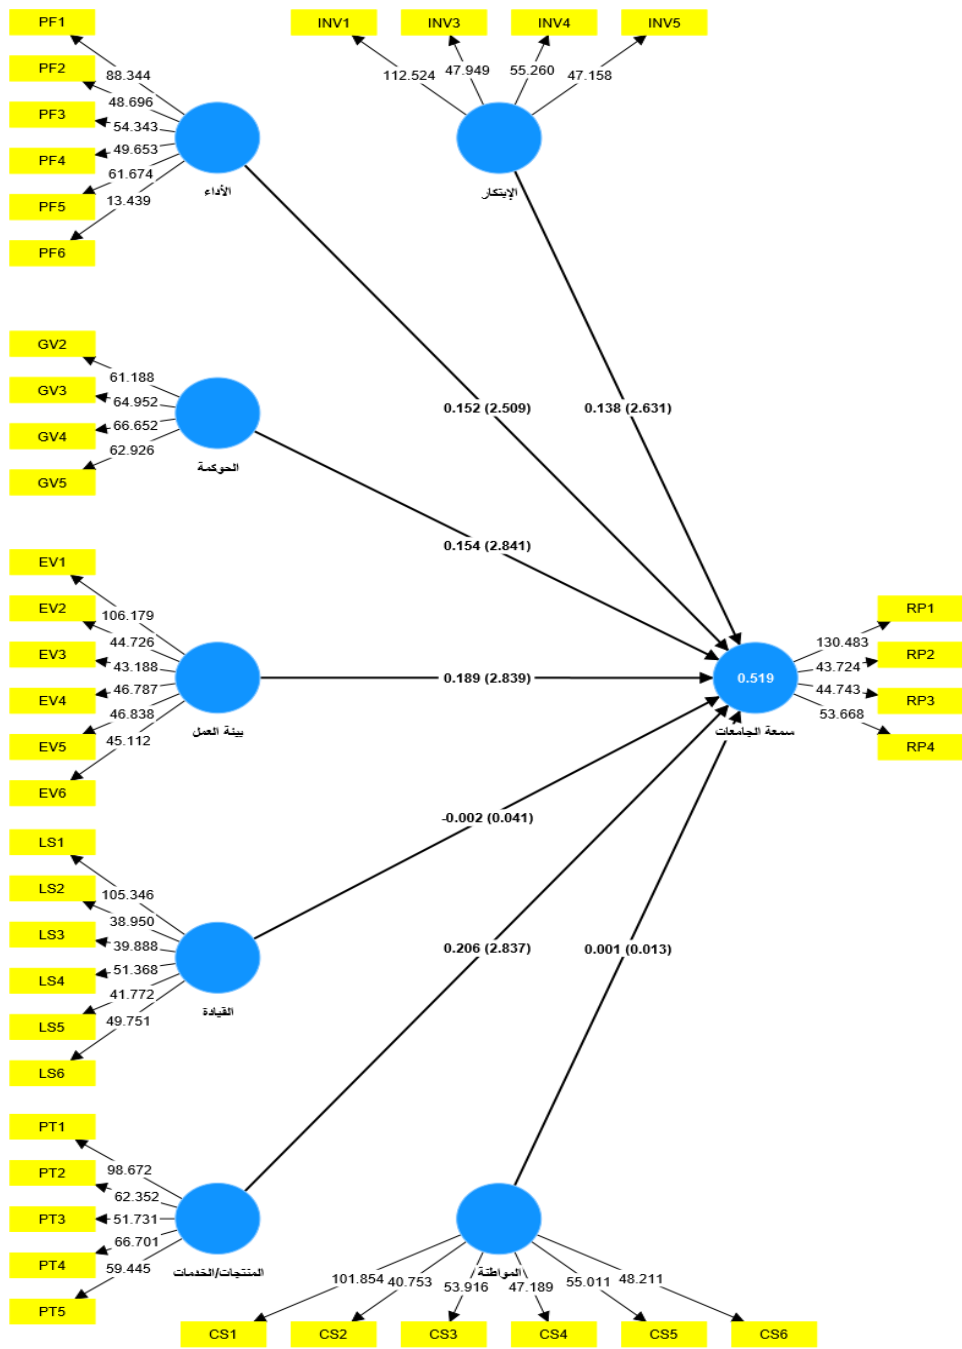 PF1
PF2
PF3
PF4
PF5
PF6
88.344
48.696
54.343
49.653
61.674
13.439
الأداء
INV1
INV3
INV4
INV5
112.524
47.949
55.260
47.158
الإبتكار
0.152 (2.509)
0.138 (2.631)
GV2
GV3
GV4
GV5
61.188
64.952
66.652
62.926
الحوكمة
0.154 (2.841)
EV1
EV2
EV3
EV4
EV5
EV6
106.179
44.726
43.188
46.787
46.838
45.112
بيئة العمل
0.189 (2.839)
0.519
سمعة الجامعات
130.483
43.724
44.743
53.668
RP1
RP2
RP3
RP4
LS1
LS2
LS3
LS4
LS5
LS6
105.346
38.950
39.888
51.368
41.772
49.751
القيادة
-0.002 (0.041)
0.206 (2.837)
0.001 (0.013)
PT1
PT2
PT3
PT4
PT5
98.672
62.352
51.731
66.701
59.445
المنتجات/الخدمات
المواطنة
101.854
40.753
53.916
47.189
55.011
48.211
CS1
CS2
CS3
CS4
CS5
CS6